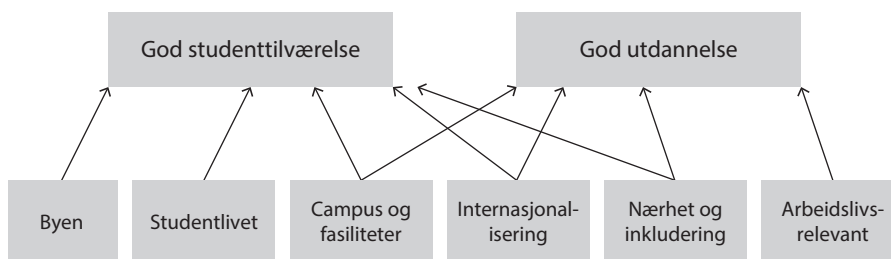 God studenttilværelse
God utdannelse
Byen
Studentlivet
Campus og
fasiliteter
Internasjonal-
isering
Nærhet og
inkludering
Arbeidslivs-
relevant